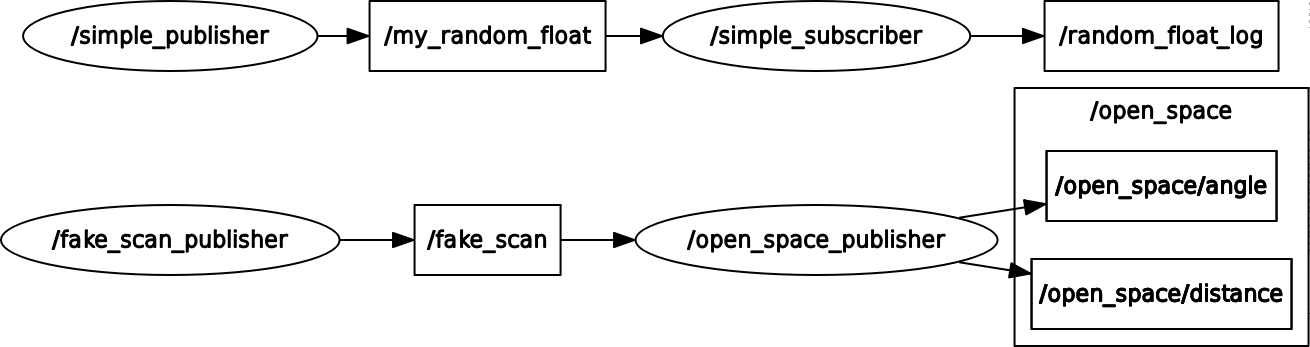 /simple_publisher
/my_random_float
/simple_subscriber
/random_float_log
/open_space
/open_space/angle
/fake_scan_publisher
/fake_scan
/open_space_publisher
/open_space/distance